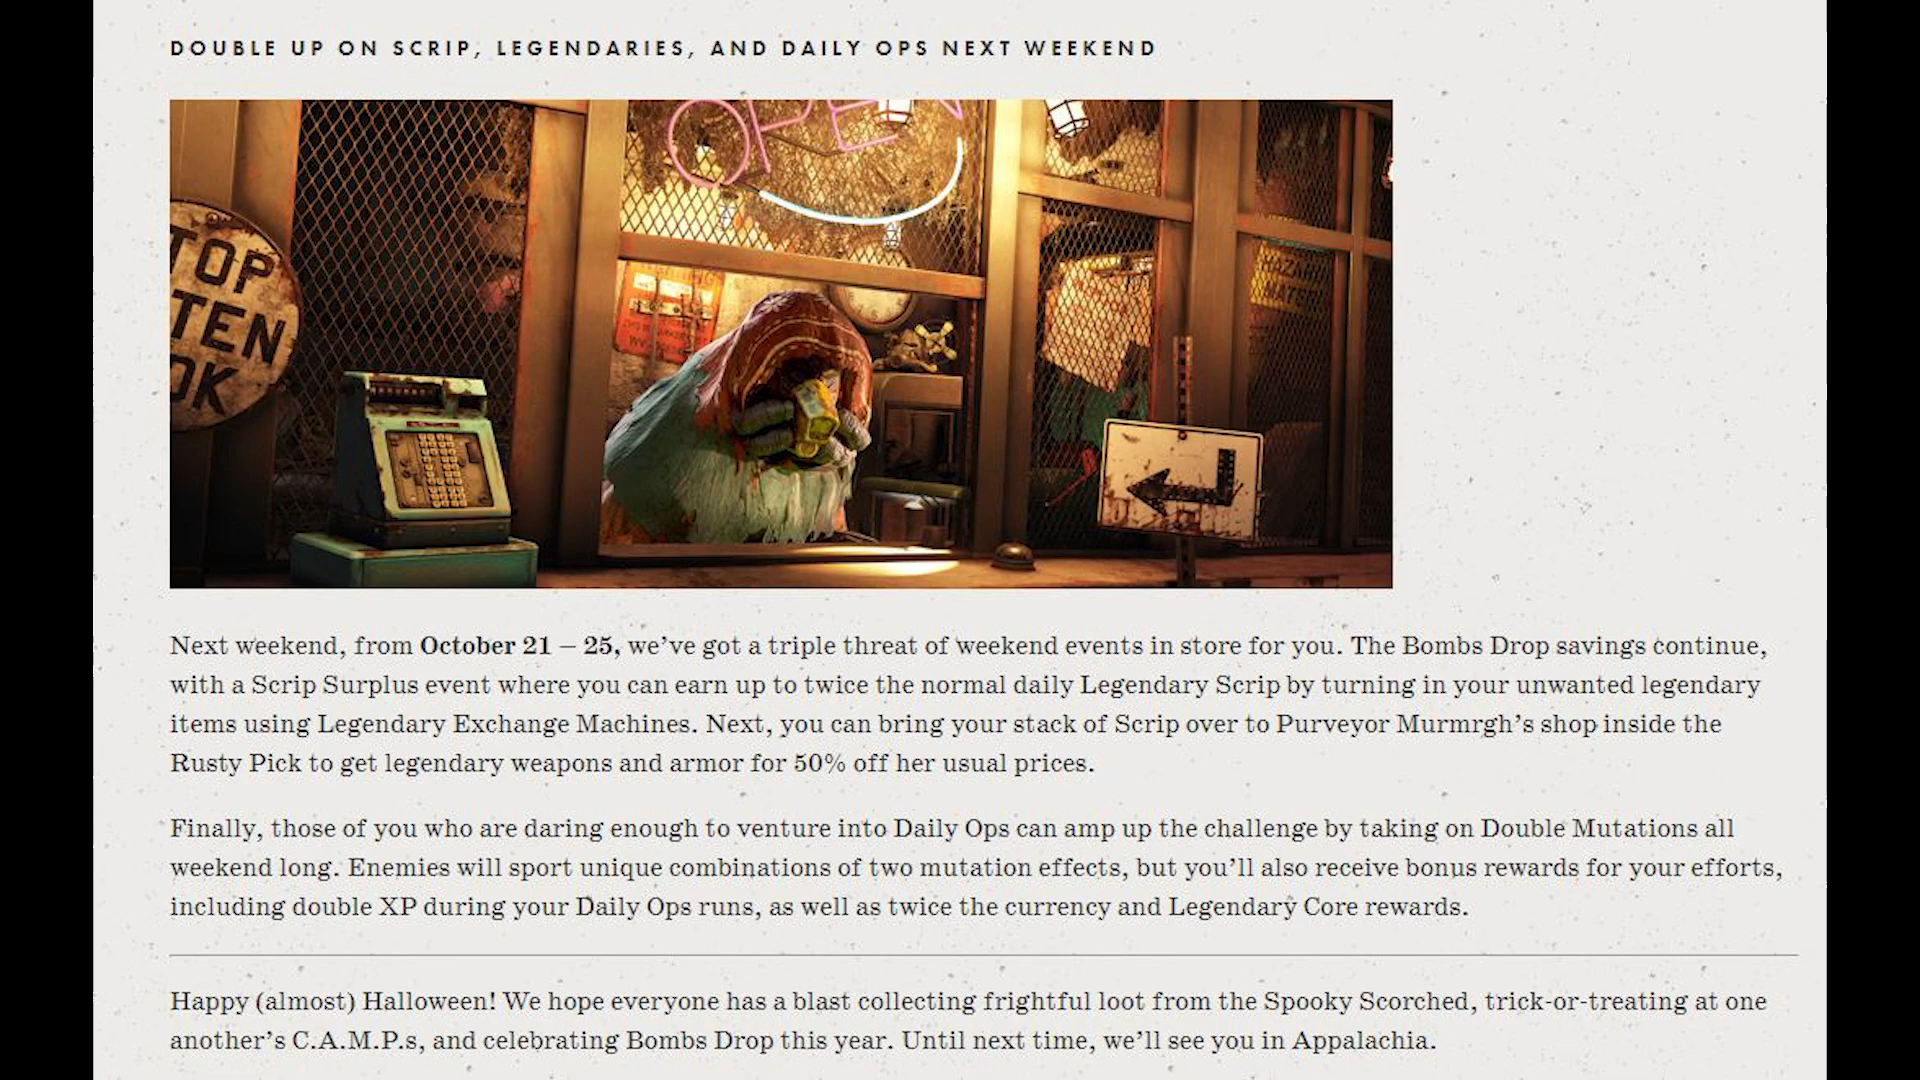 DOUBLE UP ON SCRIP, LEGENDARIES, AND DAILY OPS NEXT WEEKEND
OPEN
TOP
TEN
OK
Next weekend, from October 21 – 25, we’ve got a triple threat of weekend events in store for you. The Bombs Drop savings continue,
with a Scrip Surplus event where you can earn up to twice the normal daily Legendary Scrip by turning in your unwanted legendary
items using Legendary Exchange Machines. Next, you can bring your stack of Scrip over to Purveyor Murmrgh’s shop inside the
Rusty Pick to get legendary weapons and armor for 50% off her usual prices.
Finally, those of you who are daring enough to venture into Daily Ops can amp up the challenge by taking on Double Mutations all
weekend long. Enemies will sport unique combinations of two mutation effects, but you’ll also receive bonus rewards for your efforts,
including double XP during your Daily Ops runs, as well as twice the currency and Legendary Core rewards.
Happy (almost) Halloween! We hope everyone has a blast collecting frightful loot from the Spooky Scorched, trick-or-treating at one
another’s C.A.M.P.s, and celebrating Bombs Drop this year. Until next time, we’ll see you in Appalachia.